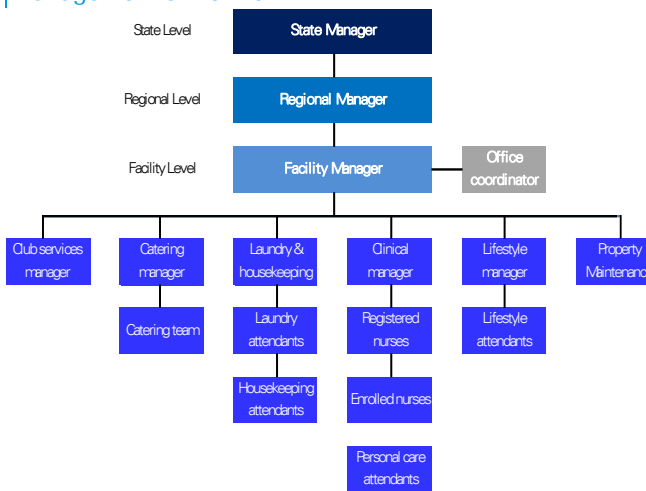 State Level
State Manager
Regional Level
Regional Manager
Facility Level
Facility Manager
Office
coordinator
Club services
manager
Catering
manager
Laundry &
housekeeping
Clinical
manager
Lifestyle
manager
Property
Catering team
Laundry
attendants
Registered
nurses
Lifestyle
attendants
Housekeeping
attendants
Enrolled nurses
Personal care
attendants